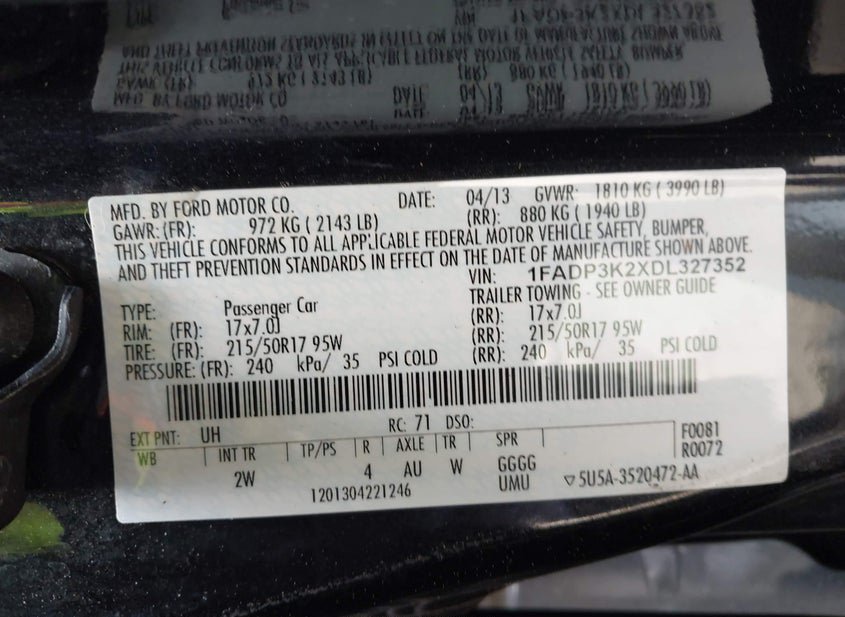 MFD. BY FORD MOTOR CO. DATE: 04/13 GVWR: 1810 KG ( 3990 LB)
GAWR: (FR): 972 KG ( 2143 LB) (RR): 880 KG ( 1940 LB)
THIS VEHICLE CONFORMS TO ALL APPLICABLE FEDERAL MOTOR VEHICLE SAFETY, BUMPER,
AND THEFT PREVENTION STANDARDS IN EFFECT ON THE DATE OF MANUFACTURE SHOWN ABOVE.
VIN: 1FADP3K2XDL327352
TYPE: Passenger Car TRAILER TOWING - SEE OWNER GUIDE
RIM: (FR): 17x7.0J (RR): 17x7.0J
TIRE: (FR): 215/50R17 95W (RR): 215/50R17 95W
PRESSURE: (FR): 240 kPa/ 35 PSI COLD (RR): 240 kPa/ 35 PSI COLD
EXT PNT: UH RC: 71 DSO: F0081
WB INT TR TP/PS R AXLE TR SPR R0072
2W 4 AU W GGGG
UMU ▽5U5A-3520472-AA
1201304221246